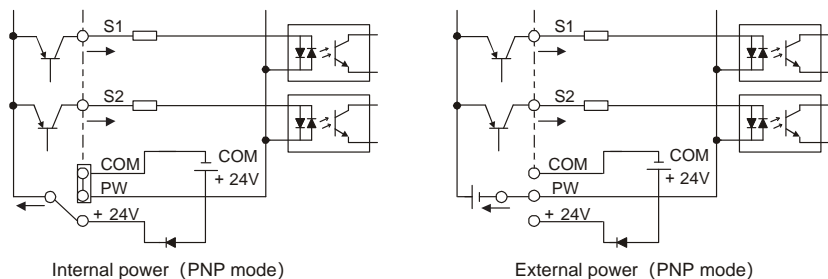 S1
S2
COM
COM
+ 24V
PW
+ 24V
Internal power (PNP mode)
S1
S2
COM
COM
+ 24V
PW
+ 24V
External power (PNP mode)